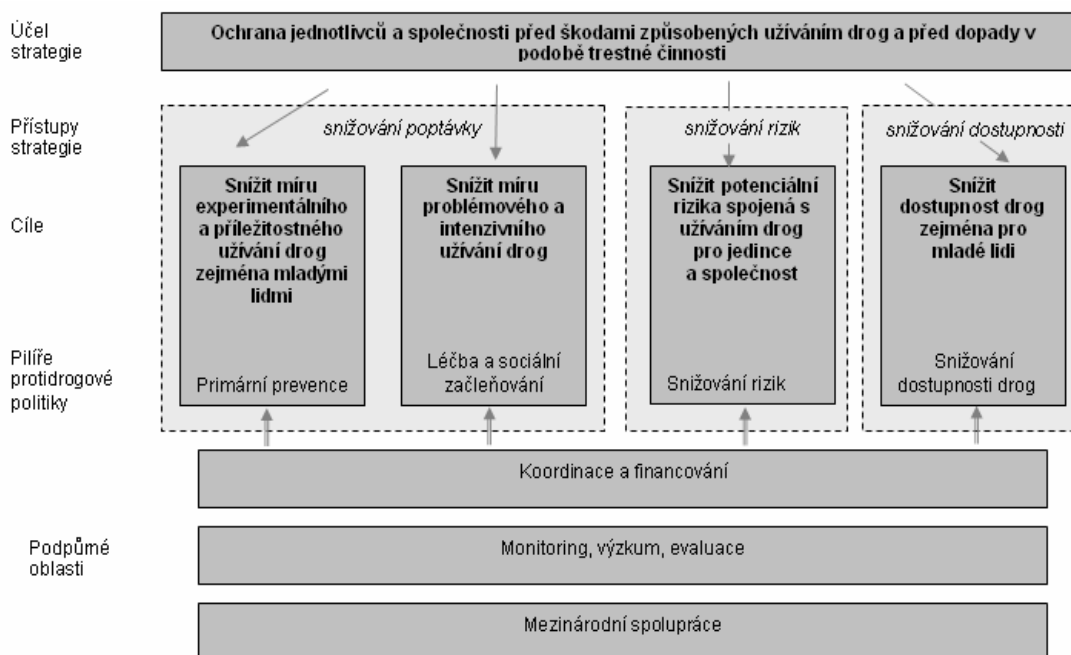 Účel
strategie
Ochrana jednotlivců a společnosti před škodami způsobených užíváním drog a před dopady v
podobě trestné činnosti
Přístupy
strategie
snižování poptávky
snižování rizik
snižování dostupnosti
Cíle
Snížit míru
experimentálního
a příležitostného
užívání drog
zejména mladými
lidmi
Snížit míru
problémového a
intenzivního
užívání drog
Snížit potenciální
rizika spojená s
užíváním drog
pro jedince
a společnost
Snížit
dostupnost drog
zejména pro
mladé lidi
Pilíře
protidrogové
politiky
Primární prevence
Léčba a sociální
začleňování
Snižování rizik
Snižování
dostupnosti drog
Podpůrné
oblasti
Koordinace a financování
Monitoring, výzkum, evaluace
Mezinárodní spolupráce